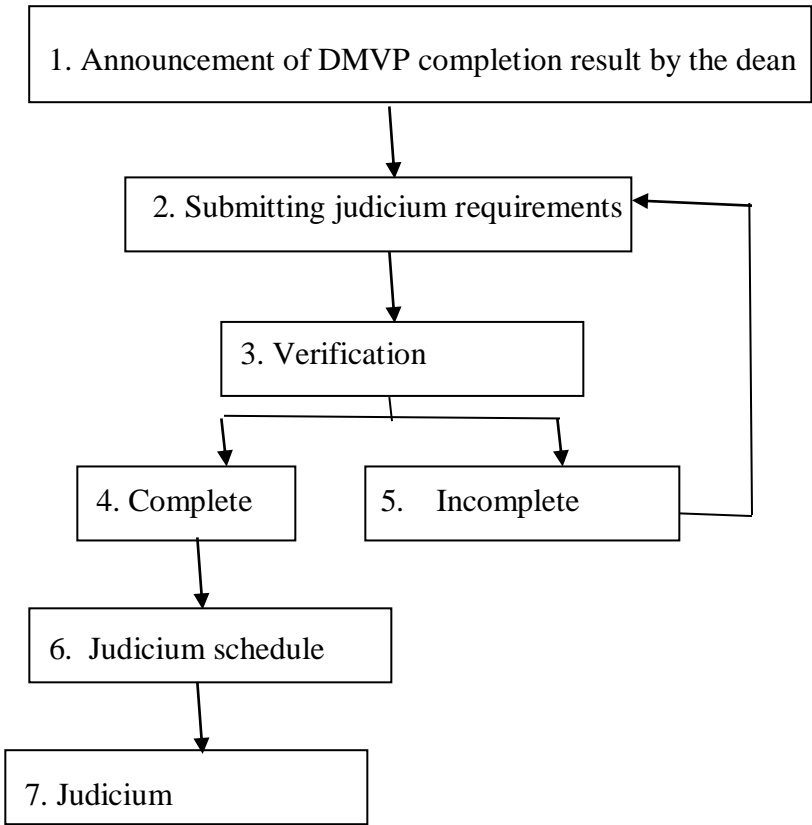 1. Announcement of DMVP completion result by the dean
2. Submitting judicium requirements
3. Verification
4. Complete
5. Incomplete
6. Judicium schedule
7. Judicium